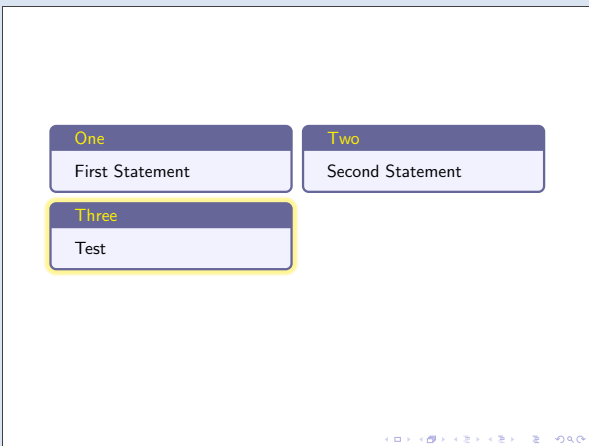 One
First Statement
Two
Second Statement
Three
Test